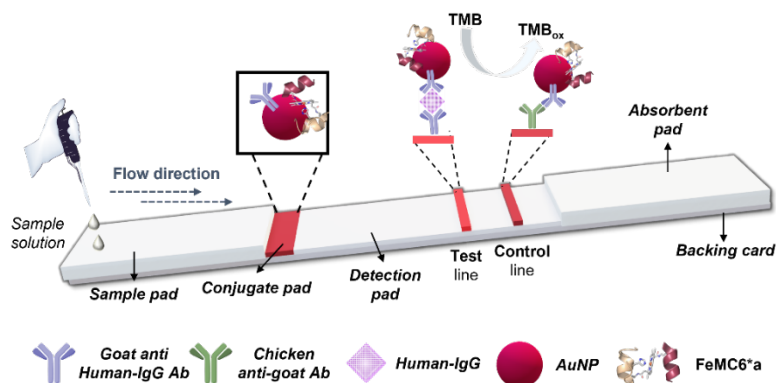 TMB
TMBox
Flow direction
Sample
solution
Sample pad
Conjugate pad
Detection
pad
Test
line
Control
line
Absorbent
pad
Backing card
Goat anti
Human-IgG Ab
Chicken
anti-goat Ab
Human-IgG
AuNP
FeMC6*a